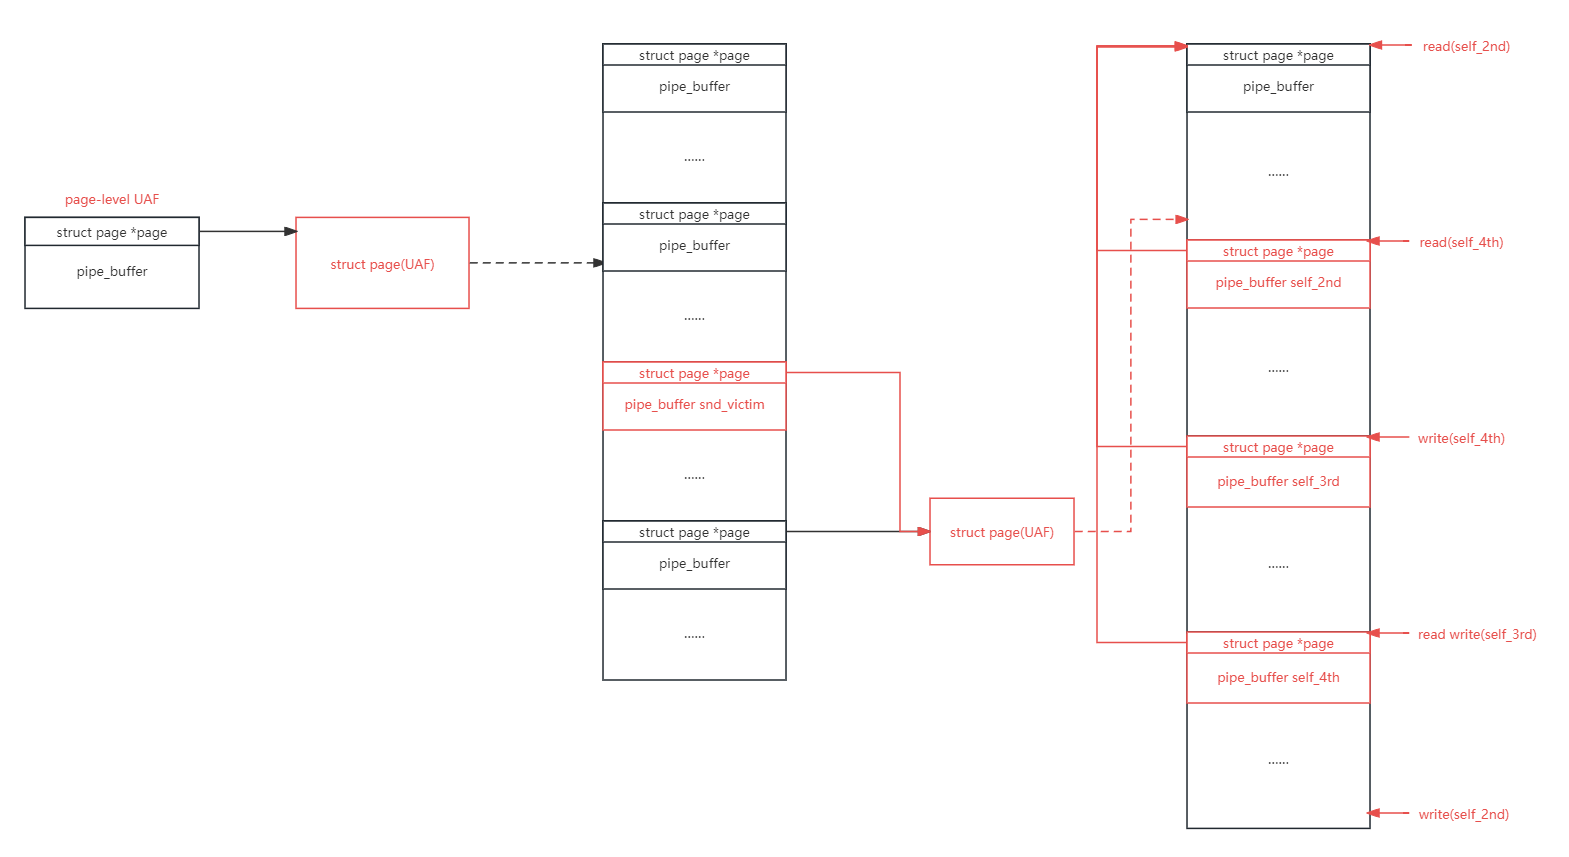 page-level UAF
struct page *page
pipe_buffer
struct page(UAF)
struct page *page
pipe_buffer
......
struct page *page
pipe_buffer
......
struct page *page
pipe_buffer snd_victim
......
struct page *page
pipe_buffer
......
struct page(UAF)
struct page *page
read(self_2nd)
pipe_buffer
......
struct page *page
read(self_4th)
pipe_buffer self_2nd
......
struct page *page
write(self_4th)
pipe_buffer self_3rd
......
struct page *page
read write(self_3rd)
pipe_buffer self_4th
......
write(self_2nd)